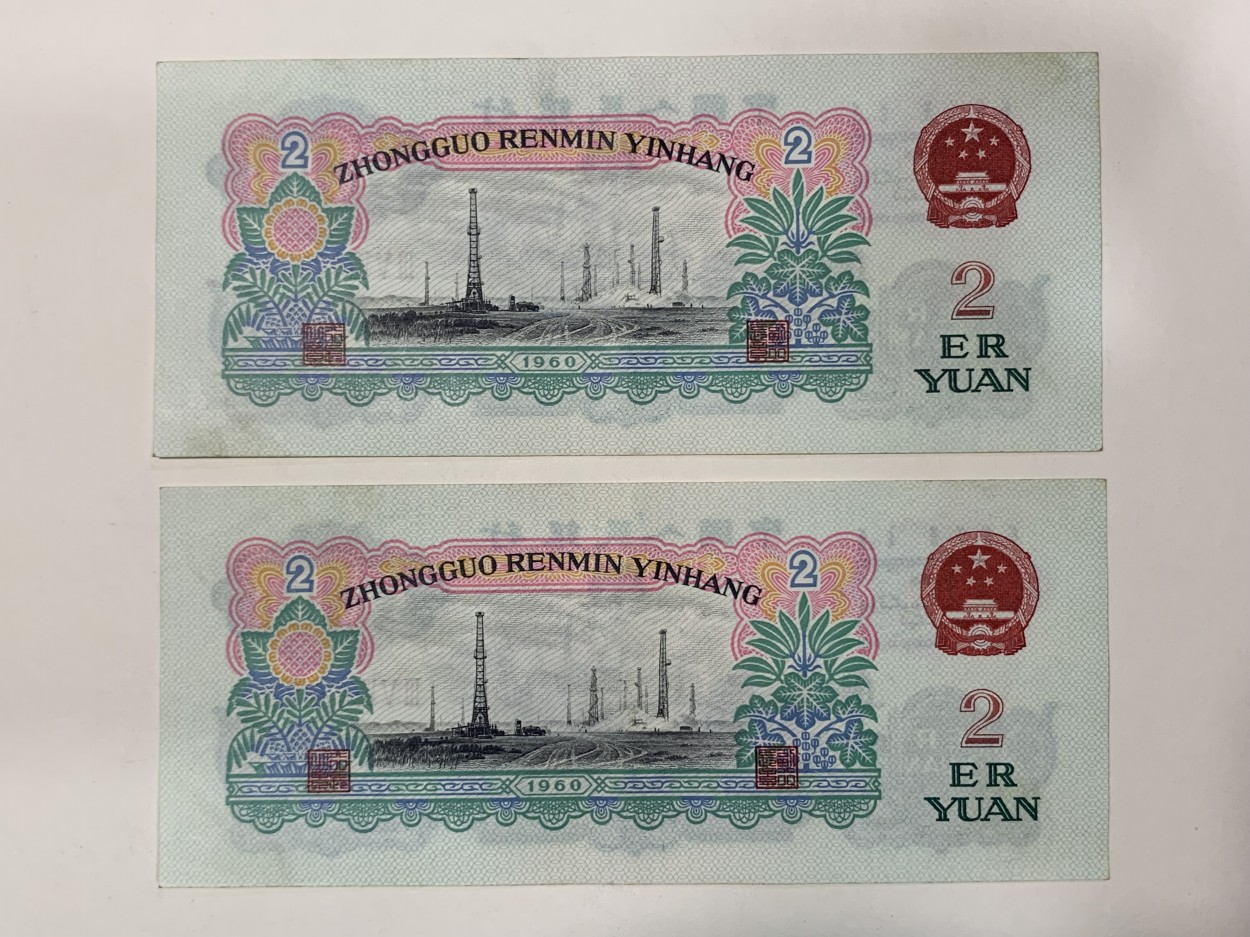 2 2
ZHONGGUO RENMIN YINHANG
2
ER
YUAN
1960
2 2
ZHONGGUO RENMIN YINHANG
2
ER
YUAN
1960